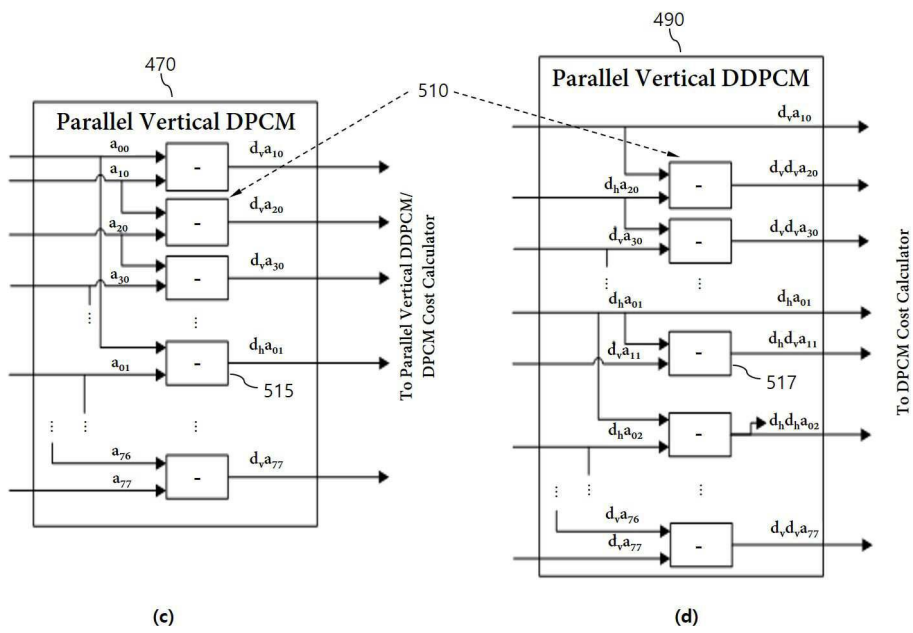 470
Parallel Vertical DPCM
a00
a10
dva10
a20
dva20
a30
dva30
⋮
⋮
a01
dha01
515
⋮
⋮
⋮
a76
a77
dva77
To Parallel Vertical DDPCM/
DPCM Cost Calculator
(c)
510
490
Parallel Vertical DDPCM
dva10
dha20
dvdva20
dva30
dvdva30
⋮
⋮
dha01
dha01
dva11
dhdva11
517
dhdha02
⋮
⋮
⋮
dva76
dva77
dvdva77
To DPCM Cost Calculator
(d)